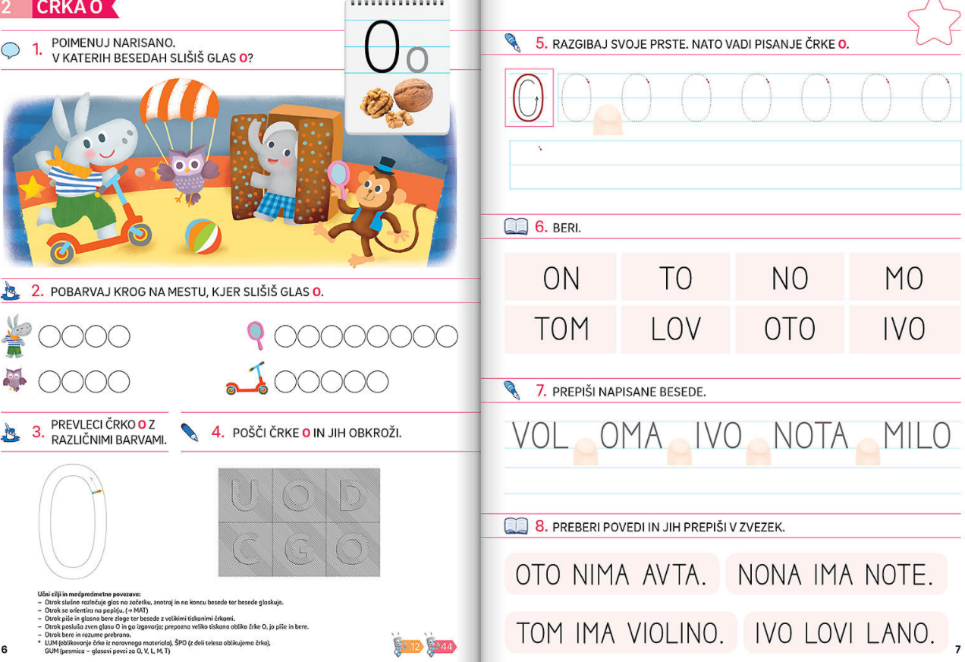 2 ČRKA O
O o
1. POIMENUJ NARISANO.
V KATERIH BESEDAH SLIŠIŠ GLAS O?
2. POBARVAJ KROG NA MESTU, KJER SLIŠIŠ GLAS O.
3. PREVLECI ČRKO O Z
RAZLIČNIMI BARVAMI.
4. POIŠČI ČRKE O IN JIH OBKROŽI.
O
U O D
C G O
Učni cilji in medpredmetne povezave:
– Otrok slušno razločuje glas na začetku, znotraj in na koncu besede ter besede glaskuje.
– Otrok se orientira na papirju. (→ MAT)
– Otrok piše in glasno bere zloge ter besede z velikimi tiskanimi črkami.
– Otrok posluša zven glasu O in ga izgovarja; prepozna veliko tiskano obliko črke O, jo piše in bere.
– Otrok bere in razume prebrano.
* LUM (oblikovanje črke iz naravnega materiala), ŠPO (z deli telesa oblikujemo črko),
GUM (pesmica – glasovi pevci za O, V, L, M, T)
12 44
6
5. RAZGIBAJ SVOJE PRSTE. NATO VADI PISANJE ČRKE O.
O O O O O O O O
6. BERI.
ON TO NO MO
TOM LOV OTO IVO
7. PREPIŠI NAPISANE BESEDE.
VOL OMA IVO NOTA MILO
8. PREBERI POVEDI IN JIH PREPIŠI V ZVEZEK.
OTO NIMA AVTA. NONA IMA NOTE.
TOM IMA VIOLINO. IVO LOVI LANO.
7